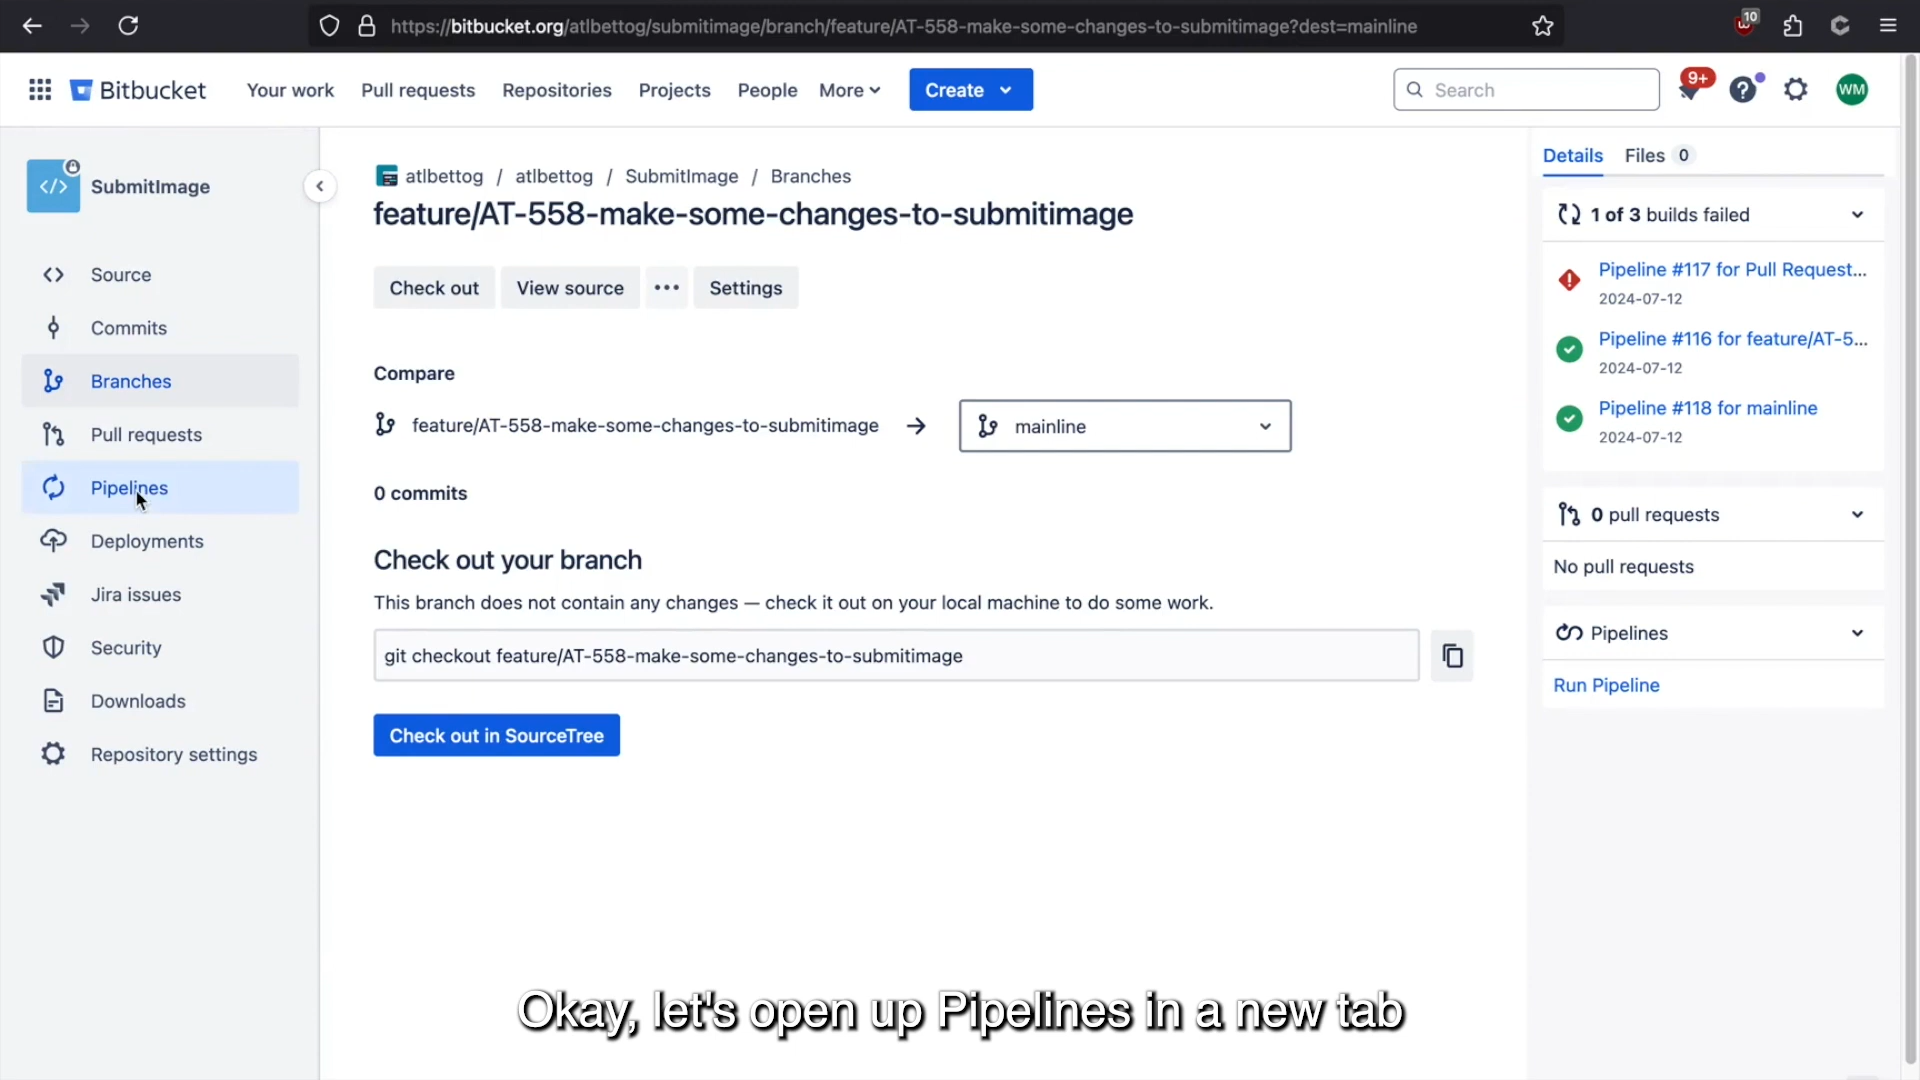 https://bitbucket.org/atlbettog/submitimage/branch/feature/AT-558-make-some-changes-to-submitimage?dest=mainline
10
Bitbucket
Your work
Pull requests
Repositories
Projects
People
More
Create
Search
9+
WM
SubmitImage
Source
Commits
Branches
Pull requests
Pipelines
Deployments
Jira issues
Security
Downloads
Repository settings
atlbettog / atlbettog / SubmitImage / Branches
feature/AT-558-make-some-changes-to-submitimage
Check out
View source
Settings
Compare
feature/AT-558-make-some-changes-to-submitimage
mainline
0 commits
Check out your branch
This branch does not contain any changes — check it out on your local machine to do some work.
git checkout feature/AT-558-make-some-changes-to-submitimage
Check out in SourceTree
Details
Files 0
1 of 3 builds failed
Pipeline #117 for Pull Request...
2024-07-12
Pipeline #116 for feature/AT-5...
2024-07-12
Pipeline #118 for mainline
2024-07-12
0 pull requests
No pull requests
Pipelines
Run Pipeline
Okay, let's open up Pipelines in a new tab